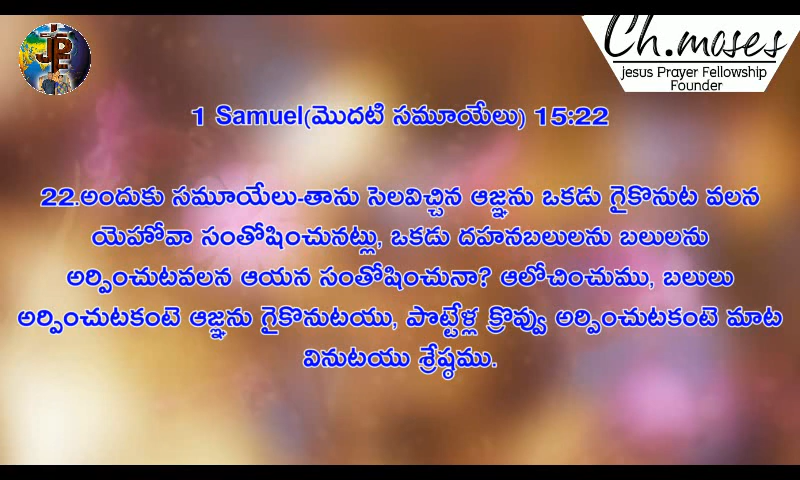 Ch.moses
Jesus Prayer Fellowship
Founder
JPF
1 Samuel(మొదటి సమూయేలు) 15:22
22.అందుకు సమూయేలు-తాను సెలవిచ్చిన ఆజ్ఞను ఒకడు గైకొనుట వలన
యెహోవా సంతోషించునట్లు, ఒకడు దహనబలులను బలులను
అర్పించుటవలన ఆయన సంతోషించునా? ఆలోచించుము, బలులు
అర్పించుటకంటె ఆజ్ఞను గైకొనుటయు, పొట్టేళ్ల క్రొవ్వు అర్పించుటకంటె మాట
వినుటయు శ్రేష్ఠము.